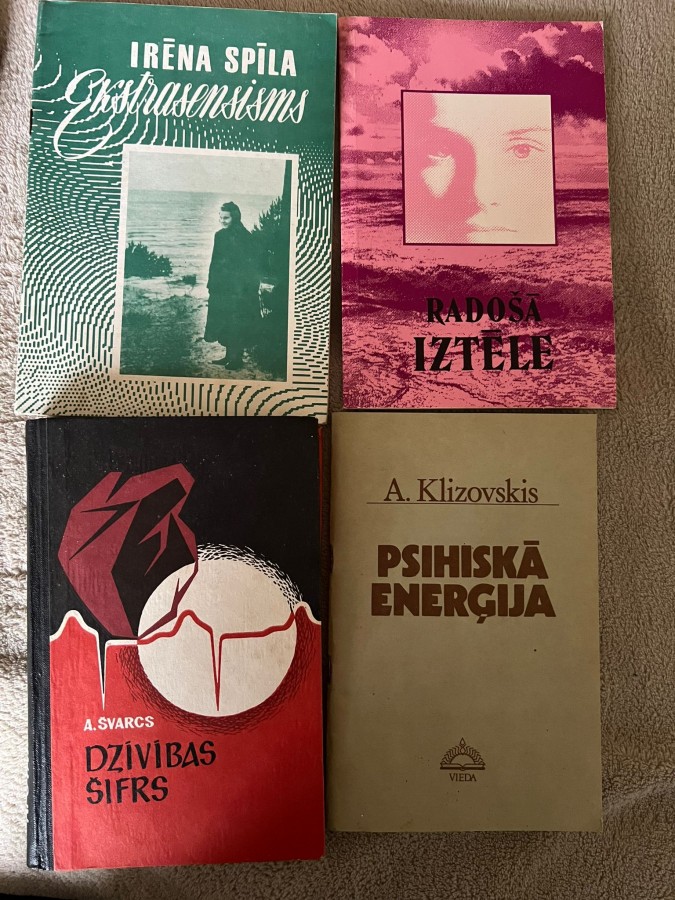 IRĒNA SPĪLA
Ekstrasensisms
RADOŠĀ
IZTĒLE
A. ŠVARCS
DZĪVĪBAS
ŠIFRS
A. Klizovskis
PSIHISKĀ
ENERĢIJA
VIEDA